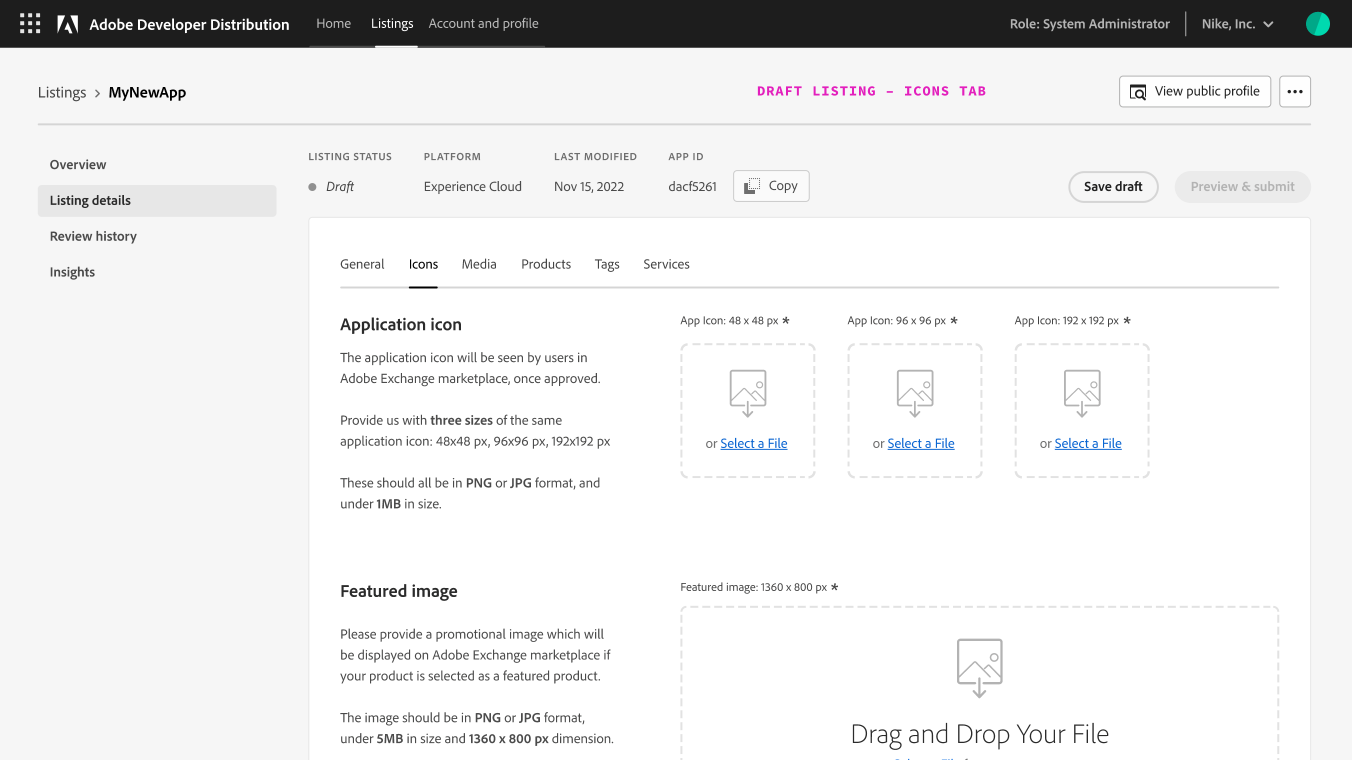 Adobe Developer Distribution Home Listings Account and profile Role: System Administrator Nike, Inc.
Listings > MyNewApp DRAFT LISTING – ICONS TAB View public profile
Overview
Listing details
Review history
Insights
LISTING STATUS PLATFORM LAST MODIFIED APP ID
Draft Experience Cloud Nov 15, 2022 dacf5261 Copy Save draft Preview & submit
General Icons Media Products Tags Services
Application icon
The application icon will be seen by users in
Adobe Exchange marketplace, once approved.
Provide us with three sizes of the same
application icon: 48x48 px, 96x96 px, 192x192 px
These should all be in PNG or JPG format, and
under 1MB in size.
App Icon: 48 x 48 px * App Icon: 96 x 96 px * App Icon: 192 x 192 px *
or Select a File or Select a File or Select a File
Featured image
Please provide a promotional image which will
be displayed on Adobe Exchange marketplace if
your product is selected as a featured product.
The image should be in PNG or JPG format,
under 5MB in size and 1360 x 800 px dimension.
Featured image: 1360 x 800 px *
Drag and Drop Your File